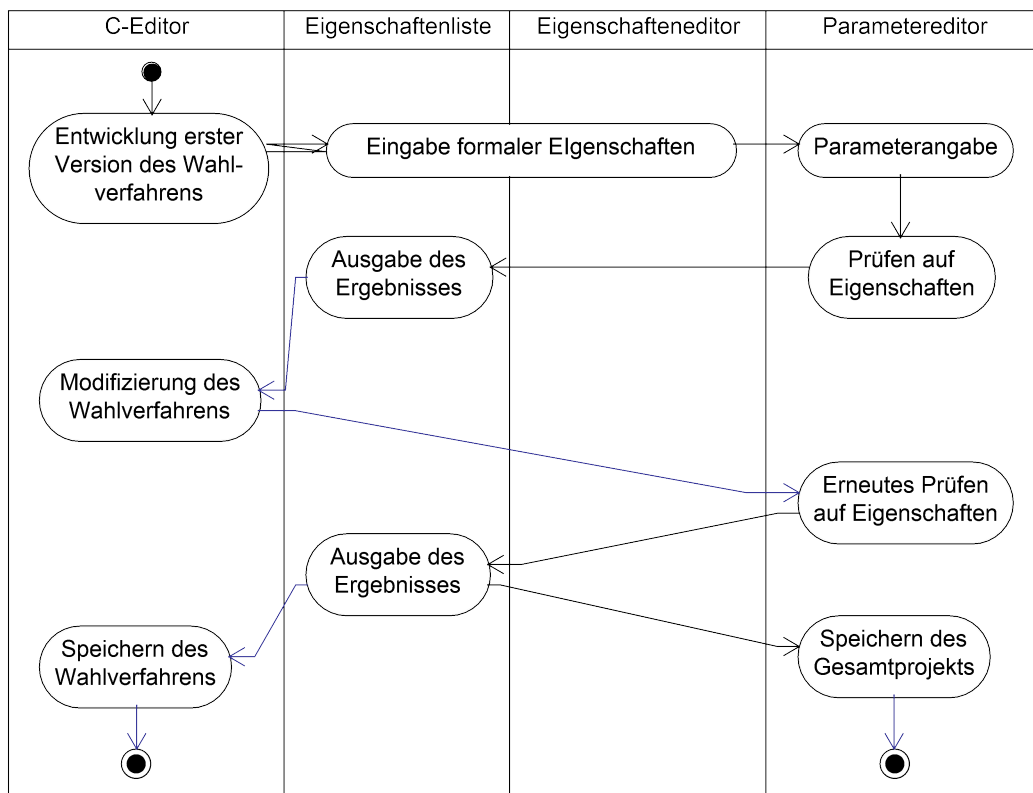 C-Editor
Eigenschaftenliste
Eigenschafteneditor
Parametereditor
Entwicklung erster
Version des Wahl-
verfahrens
Eingabe formaler EIgenschaften
Parameterangabe
Ausgabe des
Ergebnisses
Prüfen auf
Eigenschaften
Modifizierung des
Wahlverfahrens
Erneutes Prüfen
auf Eigenschaften
Ausgabe des
Ergebnisses
Speichern des
Wahlverfahrens
Speichern des
Gesamtprojekts